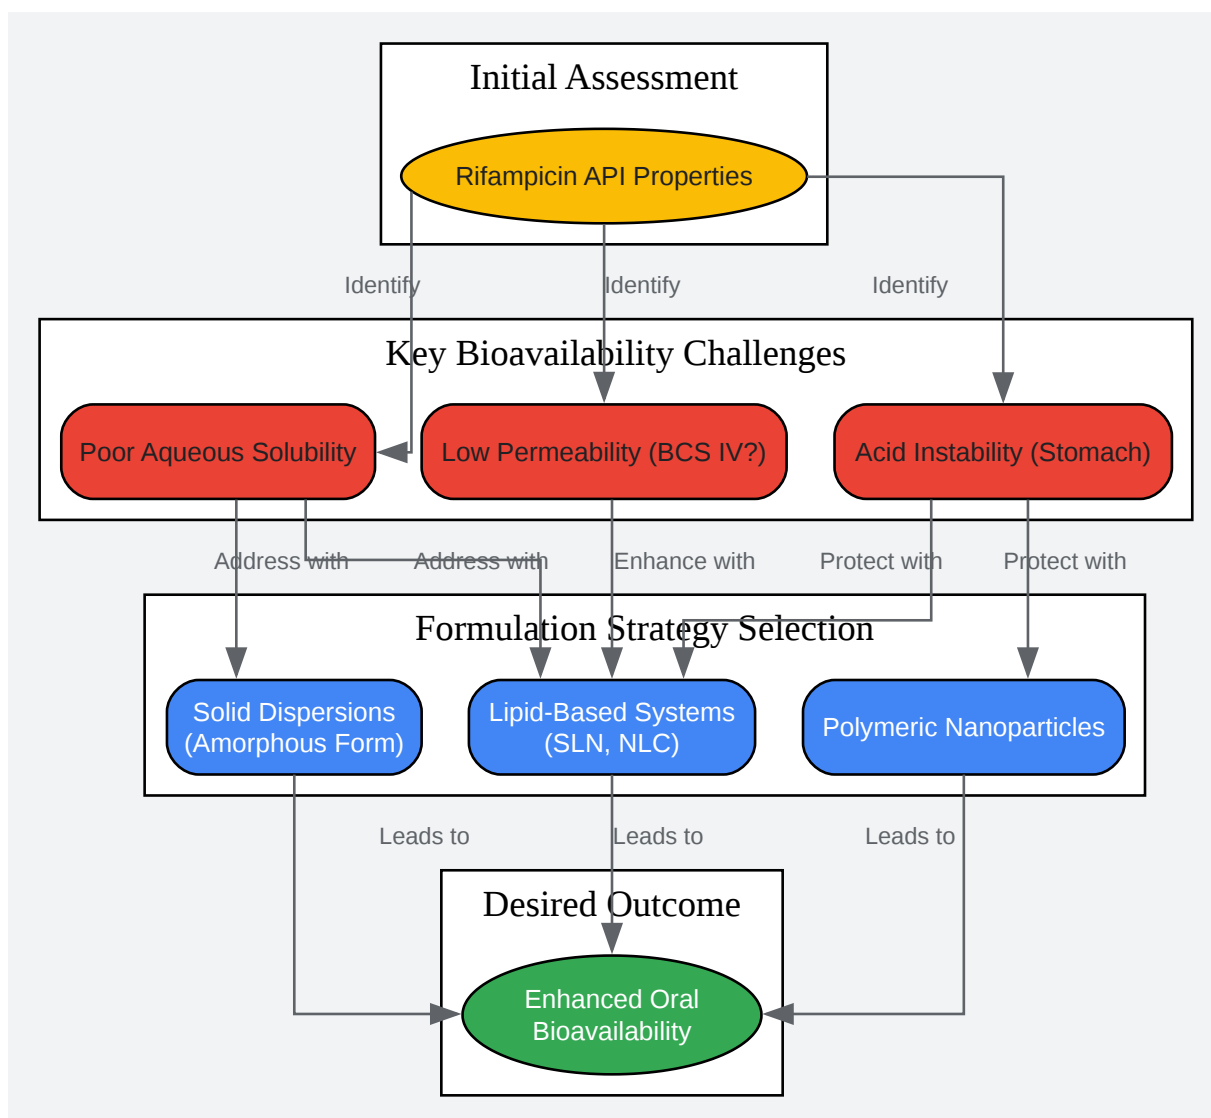 Initial Assessment
Rifampicin API Properties
Identify
Identify
Identify
Key Bioavailability Challenges
Poor Aqueous Solubility
Low Permeability (BCS IV?)
Acid Instability (Stomach)
Address with
Address with
Enhance with
Protect with
Protect with
Formulation Strategy Selection
Solid Dispersions
(Amorphous Form)
Lipid-Based Systems
(SLN, NLC)
Polymeric Nanoparticles
Leads to
Leads to
Leads to
Desired Outcome
Enhanced Oral
Bioavailability